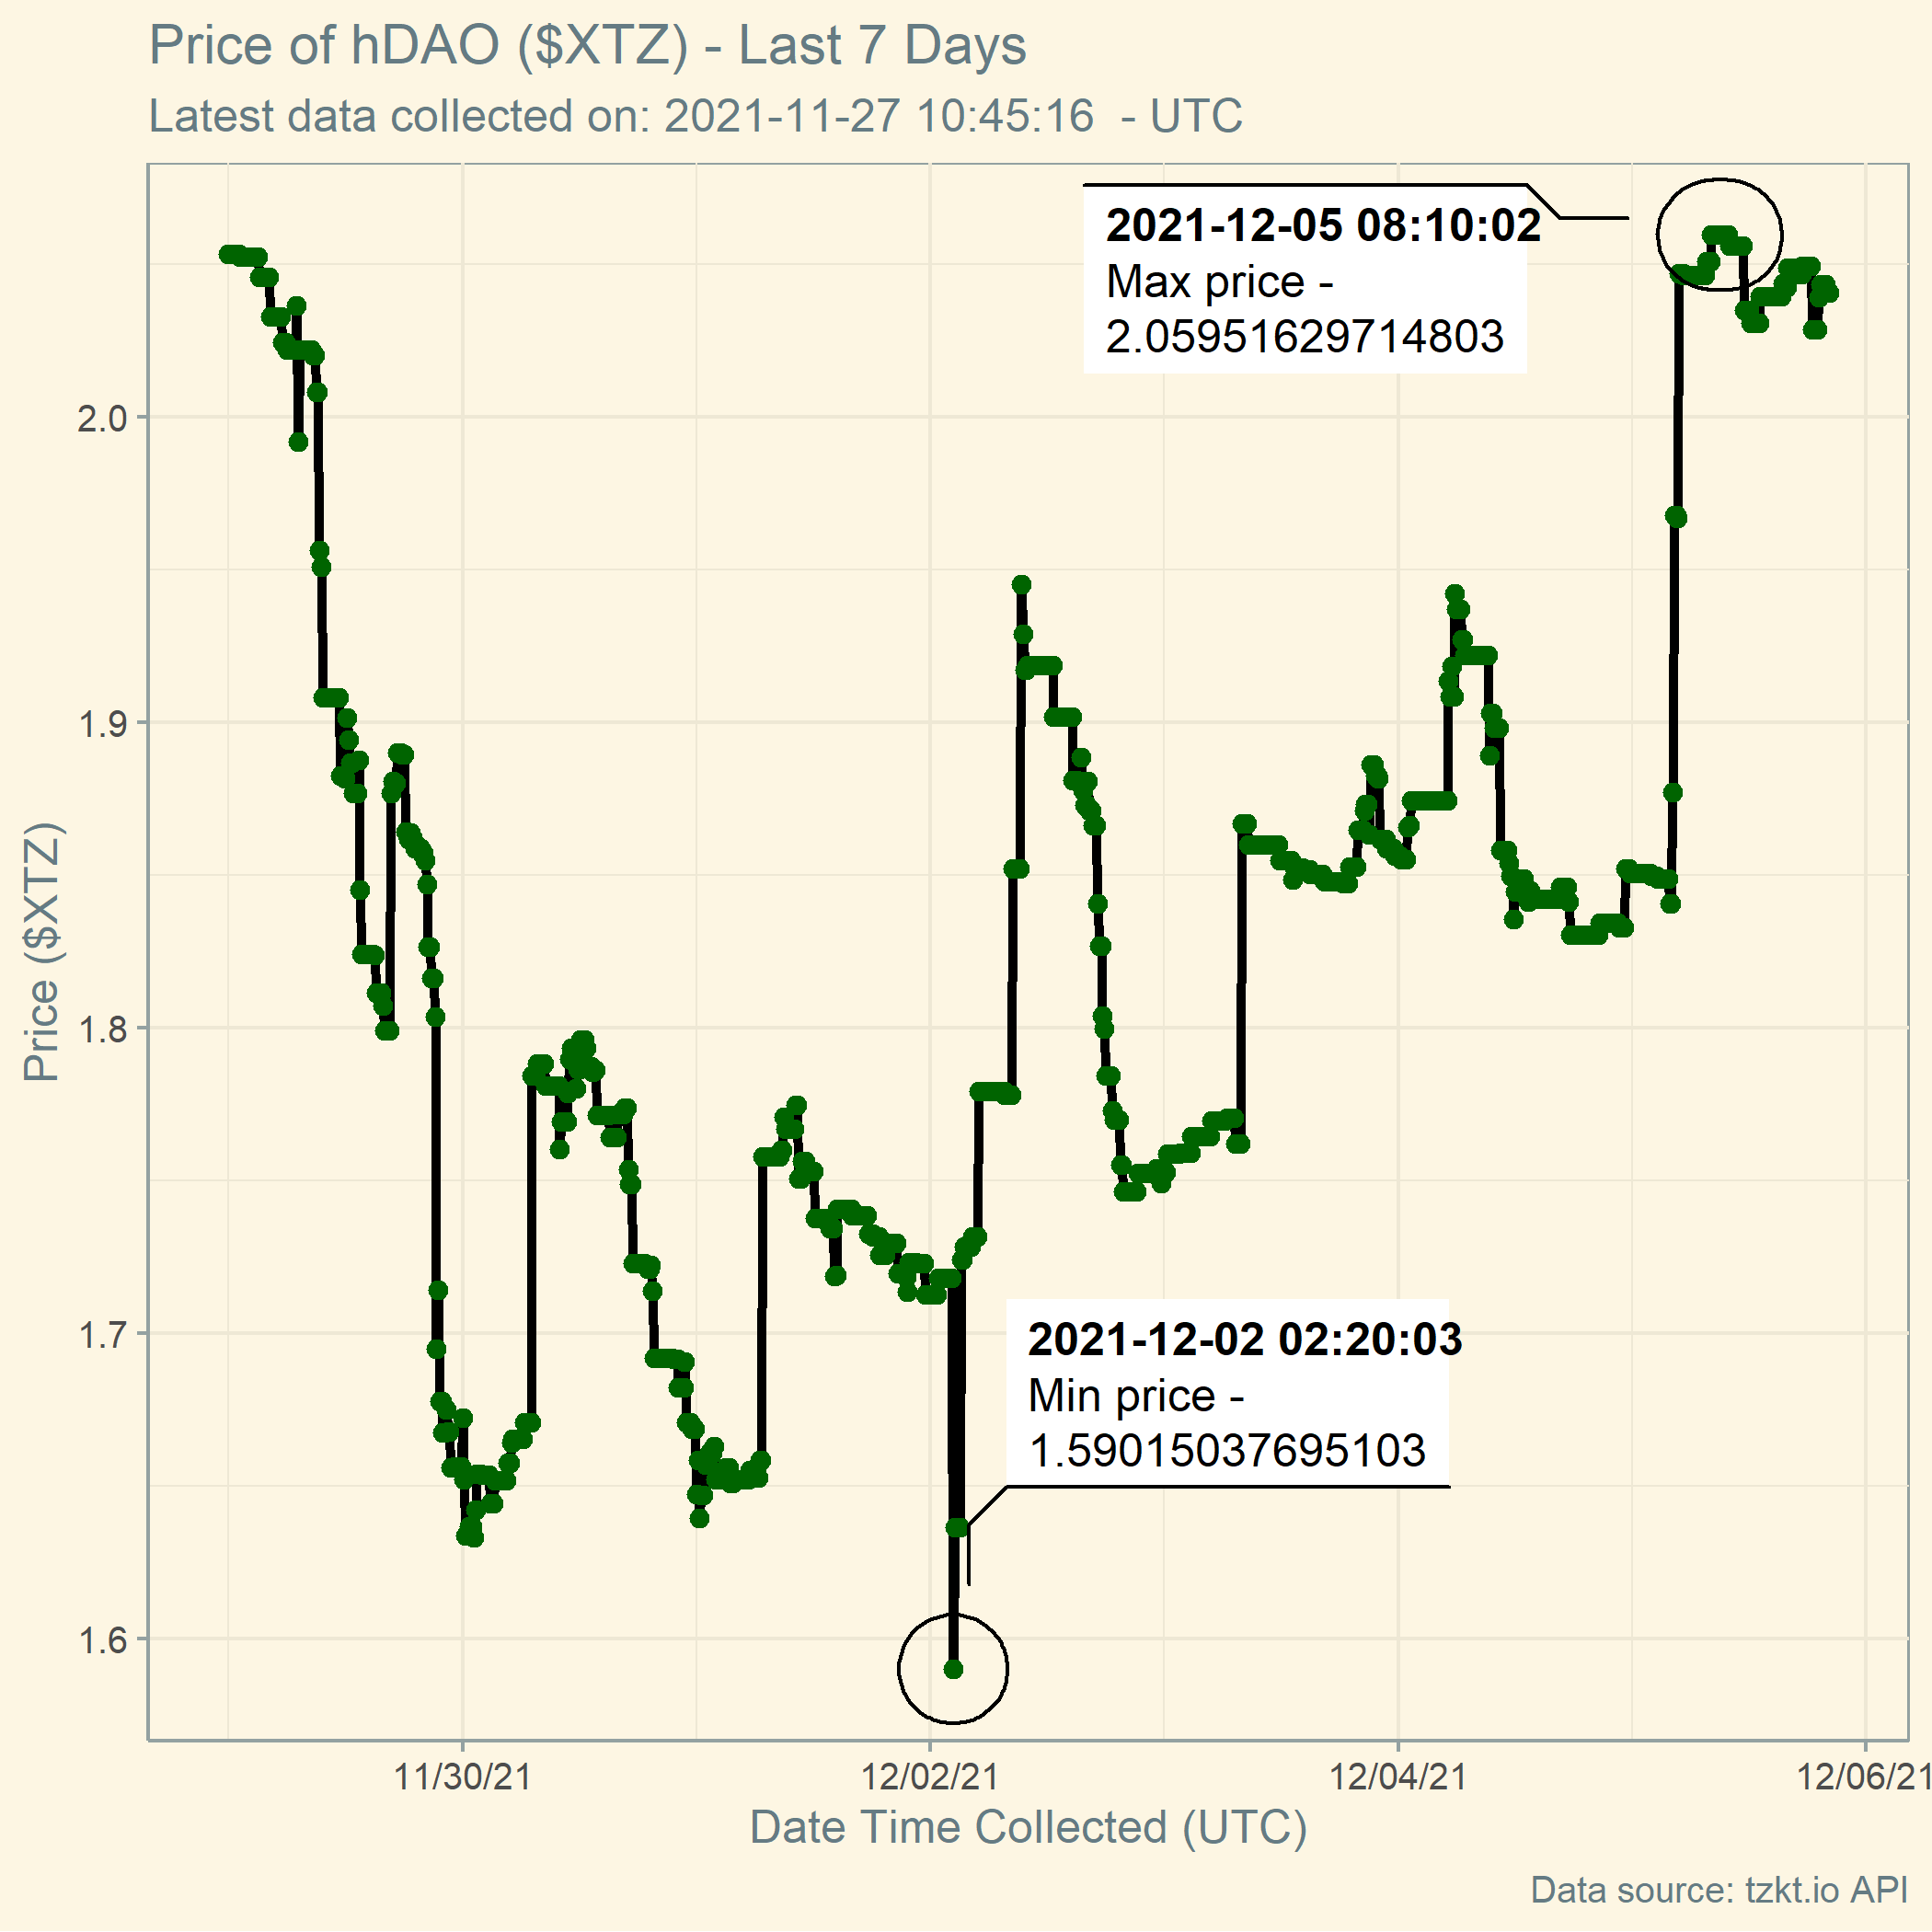 Price of hDAO ($XTZ) - Last 7 Days
Latest data collected on: 2021-11-27 10:45:16  - UTC
2021-12-05 08:10:02
Max price -
2.05951629714803
2.0
1.9
1.8
1.7
1.6
Price ($XTZ)
2021-12-02 02:20:03
Min price -
1.59015037695103
11/30/21
12/02/21
12/04/21
12/06/21
Date Time Collected (UTC)
Data source: tzkt.io API